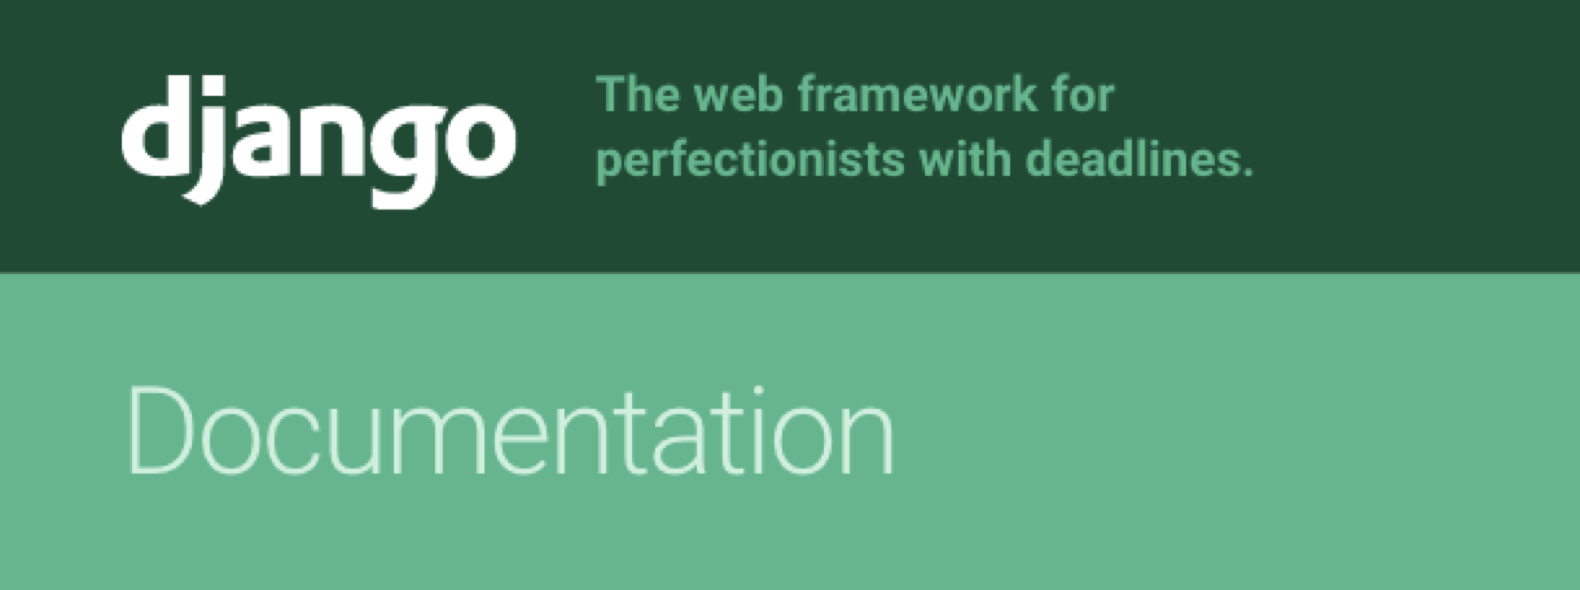 django
The web framework for
perfectionists with deadlines.
Documentation